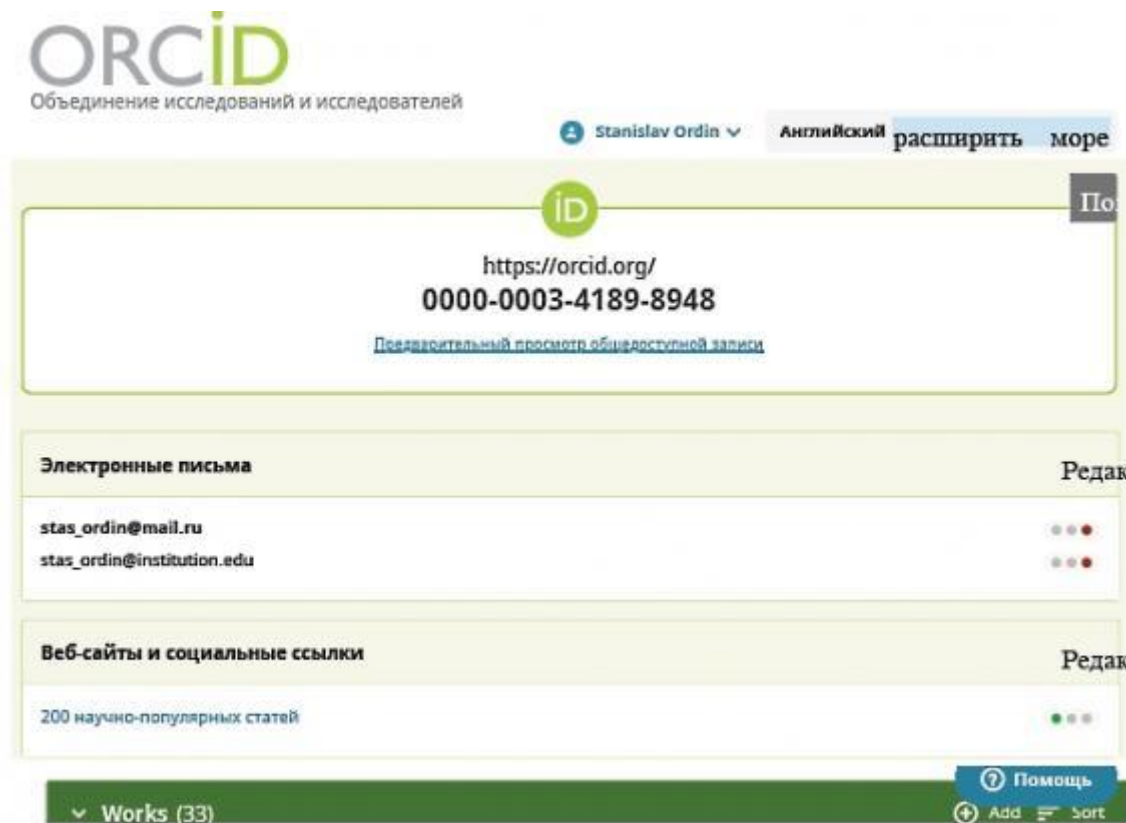 ORCID
Объединение исследований и исследователей
Stanislav Ordin
Английский расширить море
По
iD
https://orcid.org/
0000-0003-4189-8948
Предварительный просмотр общедоступной записи
Электронные письма
Редак
stas_ordin@mail.ru
stas_ordin@institution.edu
Веб-сайты и социальные ссылки
Редак
200 научно-популярных статей
Помощь
Works (33)
Add Sort